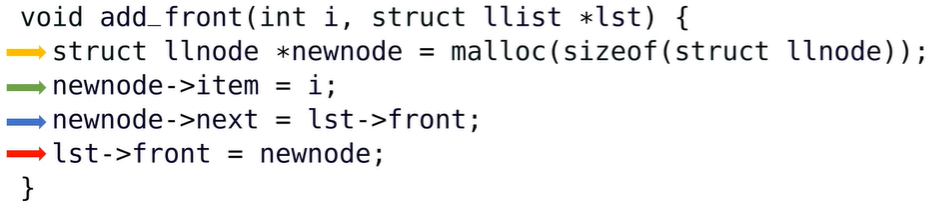 void add_front(int i, struct llist *lst) {
struct llnode *newnode = malloc(sizeof(struct llnode));
newnode->item = i;
newnode->next = lst->front;
lst->front = newnode;
}